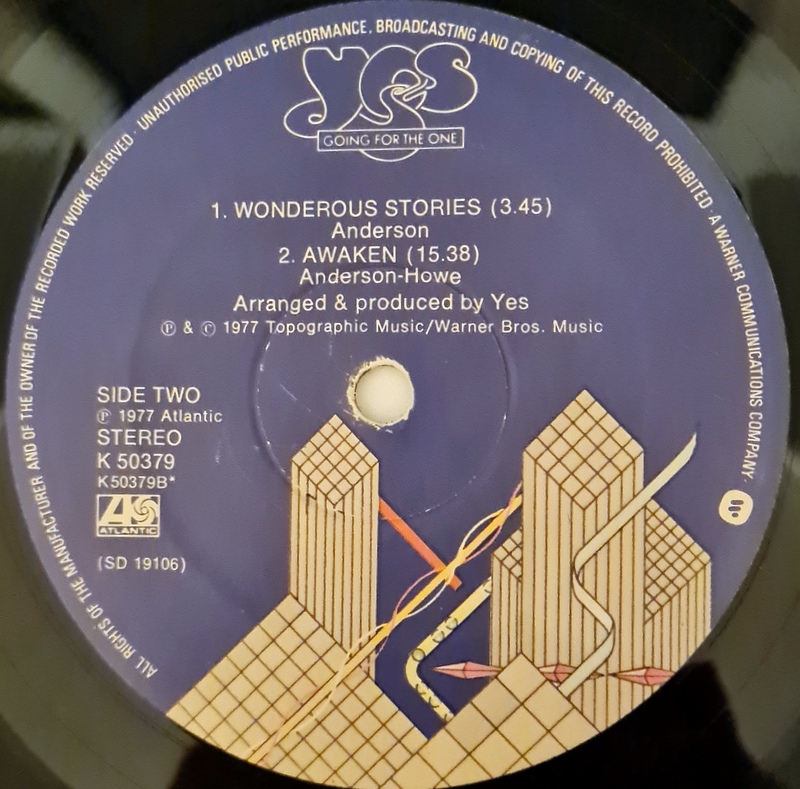 ALL RIGHTS OF THE MANUFACTURER AND OF THE OWNER OF THE RECORDED WORK RESERVED · UNAUTHORISED PUBLIC PERFORMANCE, BROADCASTING AND COPYING OF THIS RECORD PROHIBITED · A WARNER COMMUNICATIONS COMPANY·
yes
GOING FOR THE ONE
1. WONDEROUS STORIES (3.45)
Anderson
2. AWAKEN (15.38)
Anderson-Howe
Arranged & produced by Yes
℗ & © 1977 Topographic Music/Warner Bros. Music
SIDE TWO
℗ 1977 Atlantic
STEREO
K 50379
K50379B*
ATLANTIC
(SD 19106)